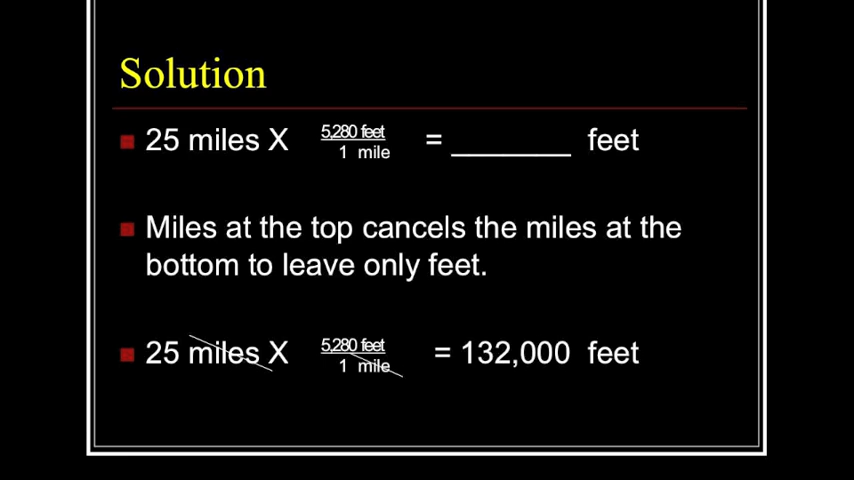 Solution
25 miles X 5,280 feet = ________ feet
1 mile
Miles at the top cancels the miles at the
bottom to leave only feet.
25 miles X 5,280 feet = 132,000 feet
1 mile